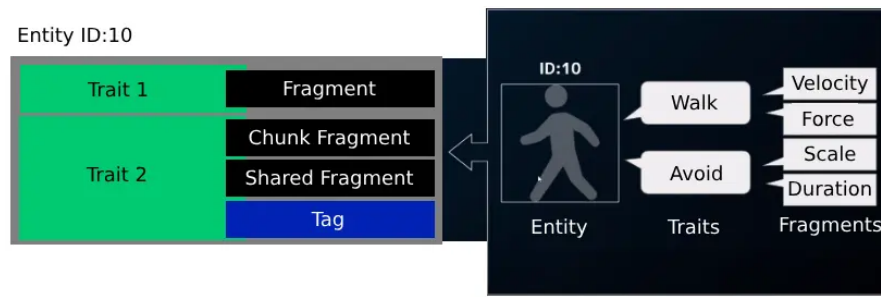 Entity ID:10
Trait 1
Fragment
Trait 2
Chunk Fragment
Shared Fragment
Tag
ID:10
Walk
Avoid
Velocity
Force
Scale
Duration
Entity
Traits
Fragments